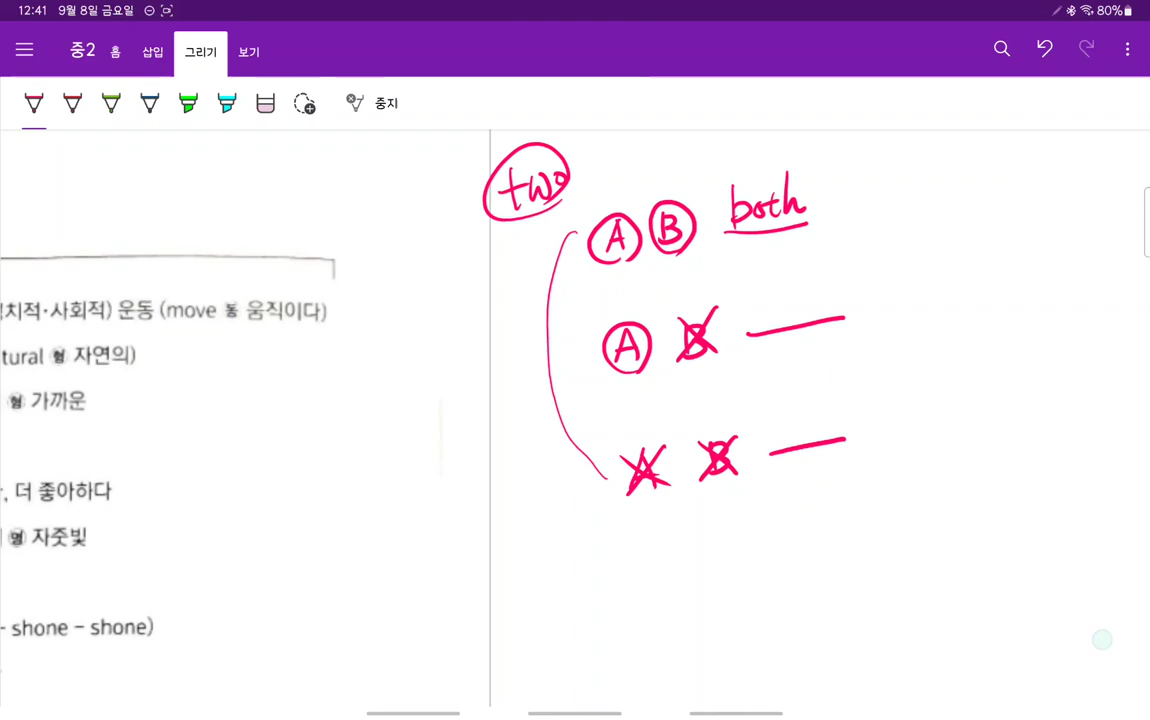 12:41 9월 8일 금요일 80%
중2 홈 삽입 그리기 보기
중지
치적·사회적) 운동 (move 동 움직이다)
tural 형 자연의)
형 가까운
, 더 좋아하다
명 자줏빛
- shone - shone)
two
A B both
A B
A B